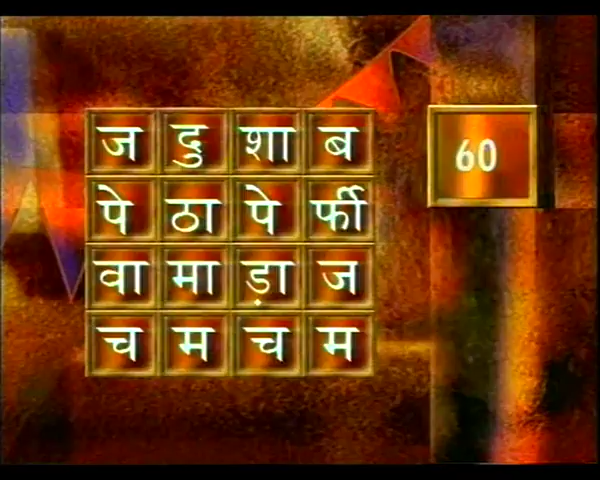 ज दु शा ब
60
पे ठा पे र्फी
वा मा ड़ा ज
च म च म